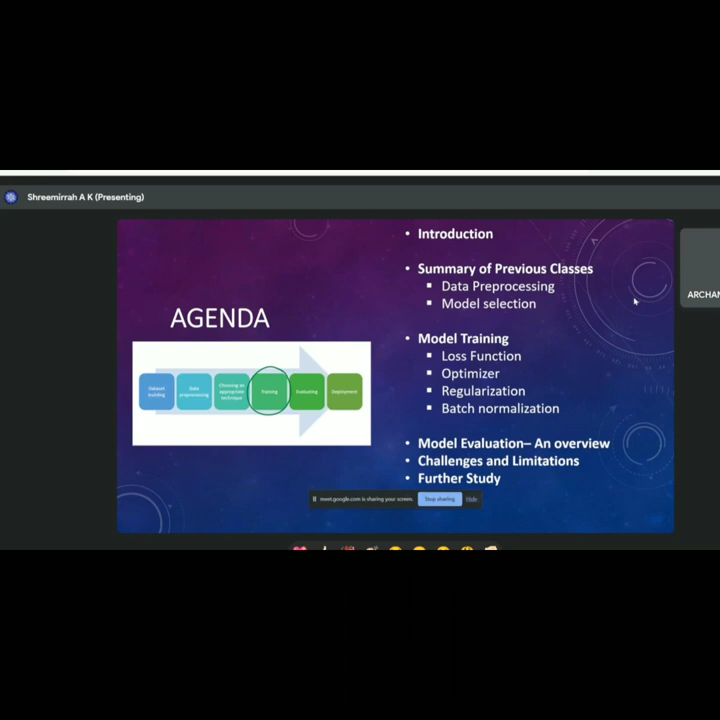 Shreemirrah A K (Presenting)
• Introduction
• Summary of Previous Classes
▪ Data Preprocessing
▪ Model selection
AGENDA
Dataset building
Data preprocessing
Choosing an appropriate technique
Training
Evaluating
Deployment
• Model Training
▪ Loss Function
▪ Optimizer
▪ Regularization
▪ Batch normalization
• Model Evaluation– An overview
• Challenges and Limitations
• Further Study
meet.google.com is sharing your screen.
Stop sharing
Hide
ARCHAN